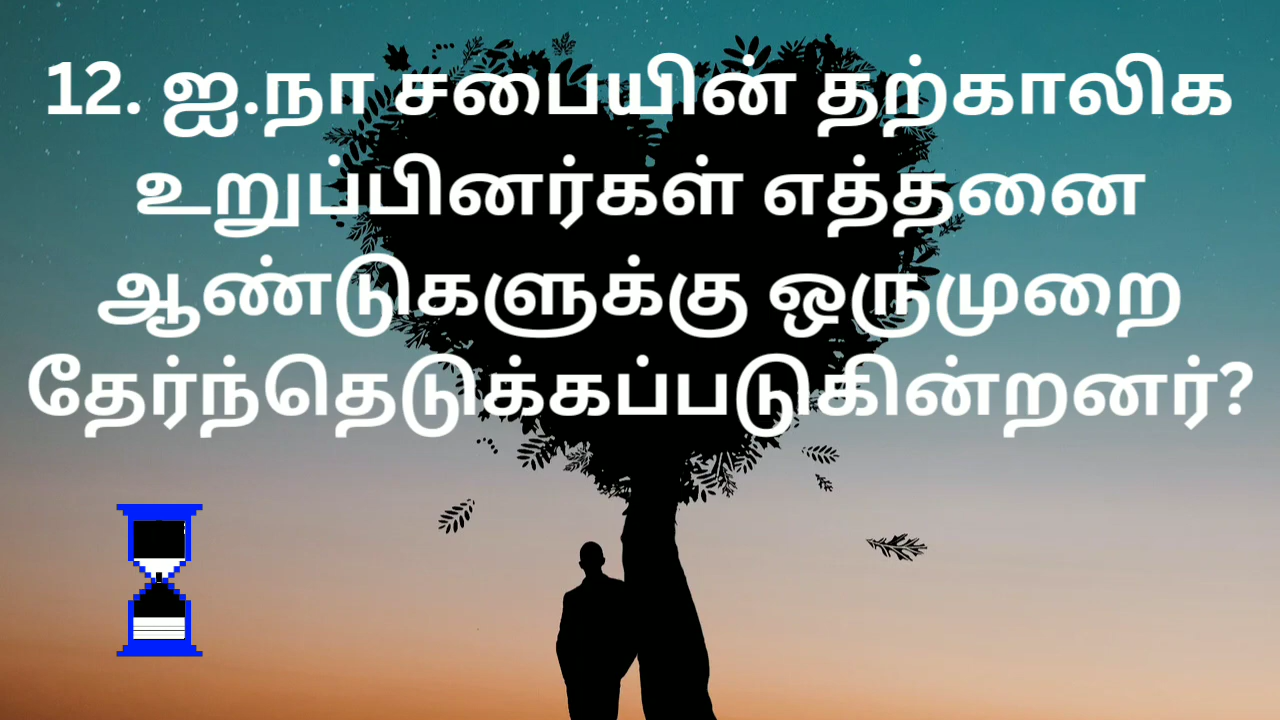 12. ஐ.நா சபையின் தற்காலிக
உறுப்பினர்கள் எத்தனை
ஆண்டுகளுக்கு ஒருமுறை
தேர்ந்தெடுக்கப்படுகின்றனர்?